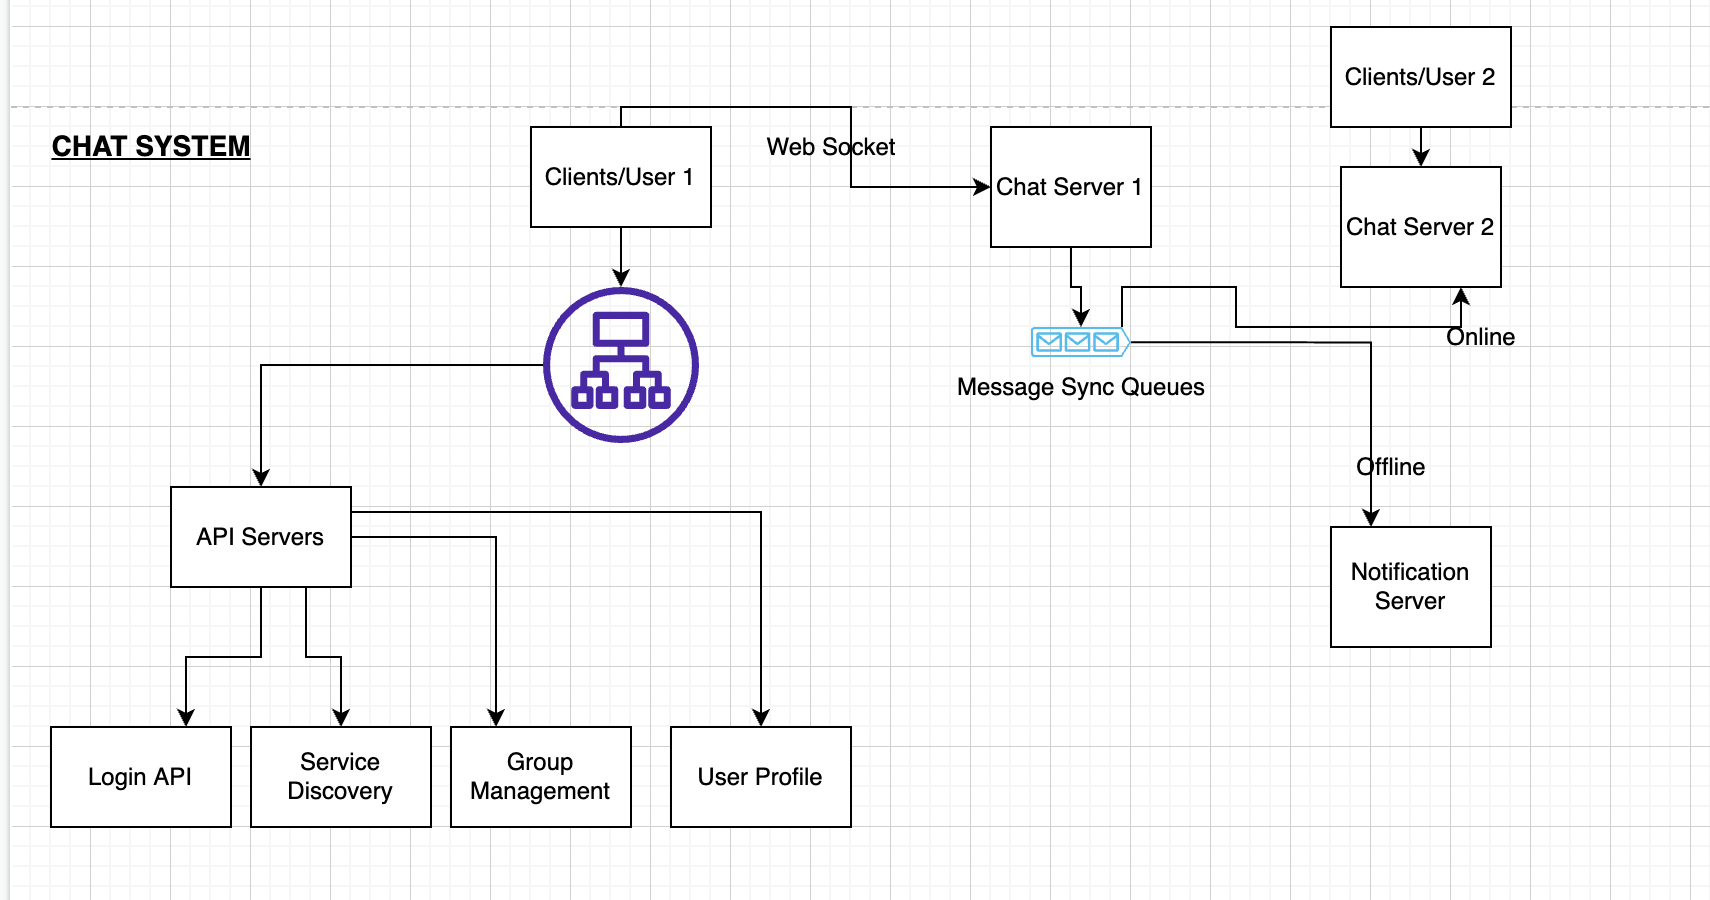 Clients/User 2
CHAT SYSTEM
Web Socket
Clients/User 1
Chat Server 1
Chat Server 2
Online
Message Sync Queues
Offline
API Servers
Notification
Server
Login API
Service
Discovery
Group
Management
User Profile